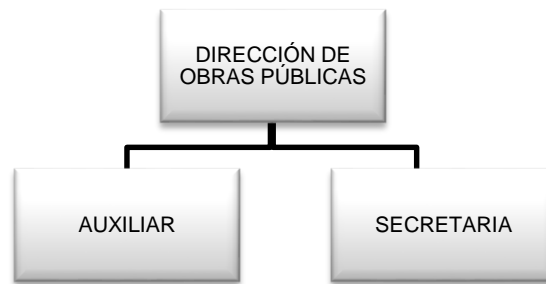 DIRECCIÓN DE
OBRAS PÚBLICAS
AUXILIAR
SECRETARIA